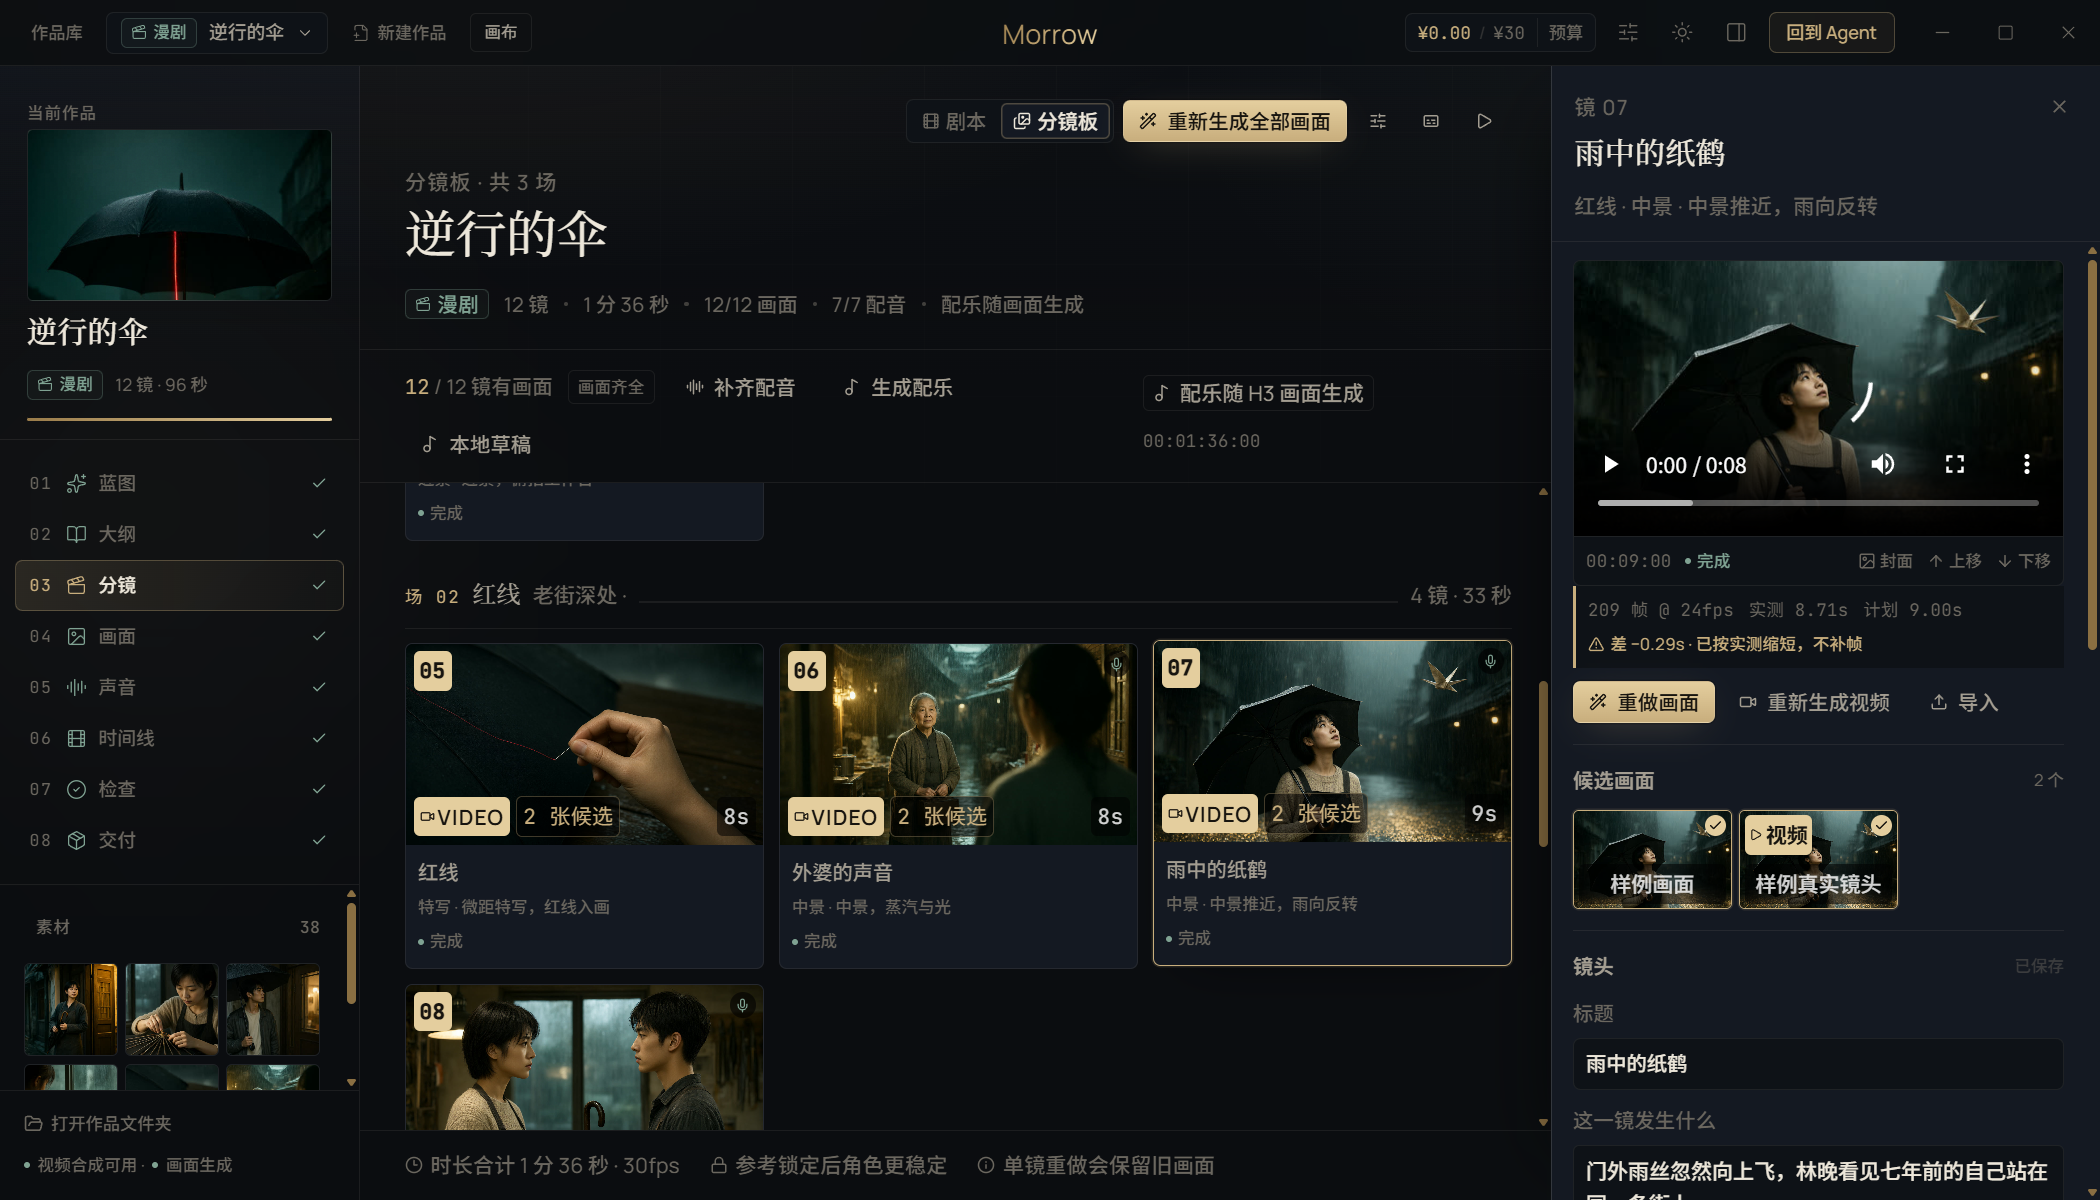 作品库
漫剧 逆行的伞
新建作品
画布
Morrow
¥0.00 / ¥30 预算
回到 Agent
当前作品
逆行的伞
漫剧 12 镜 · 96 秒
01 蓝图
02 大纲
03 分镜
04 画面
05 声音
06 时间线
07 检查
08 交付
素材 38
打开作品文件夹
视频合成可用 · 画面生成
剧本 分镜板 重新生成全部画面
分镜板 · 共 3 场
逆行的伞
漫剧 12 镜 · 1 分 36 秒 · 12/12 画面 · 7/7 配音 · 配乐随画面生成
12 / 12 镜有画面 画面齐全 补齐配音 生成配乐
配乐随 H3 画面生成
本地草稿
00:01:36:00
完成
场 02 红线 老街深处 · 4 镜 · 33 秒
05
VIDEO 2 张候选 8s
红线
特写 · 微距特写，红线入画
完成
06
VIDEO 2 张候选 8s
外婆的声音
中景 · 中景，蒸汽与光
完成
07
VIDEO 2 张候选 9s
雨中的纸鹤
中景 · 中景推近，雨向反转
完成
08
时长合计 1 分 36 秒 · 30fps 参考锁定后角色更稳定 单镜重做会保留旧画面
镜 07
雨中的纸鹤
红线 · 中景 · 中景推近，雨向反转
0:00 / 0:08
00:09:00 完成 封面 上移 下移
209 帧 @ 24fps 实测 8.71s 计划 9.00s
差 -0.29s · 已按实测缩短，不补帧
重做画面 重新生成视频 导入
候选画面 2 个
样例画面
视频
样例真实镜头
镜头 已保存
标题
雨中的纸鹤
这一镜发生什么
门外雨丝忽然向上飞，林晚看见七年前的自己站在